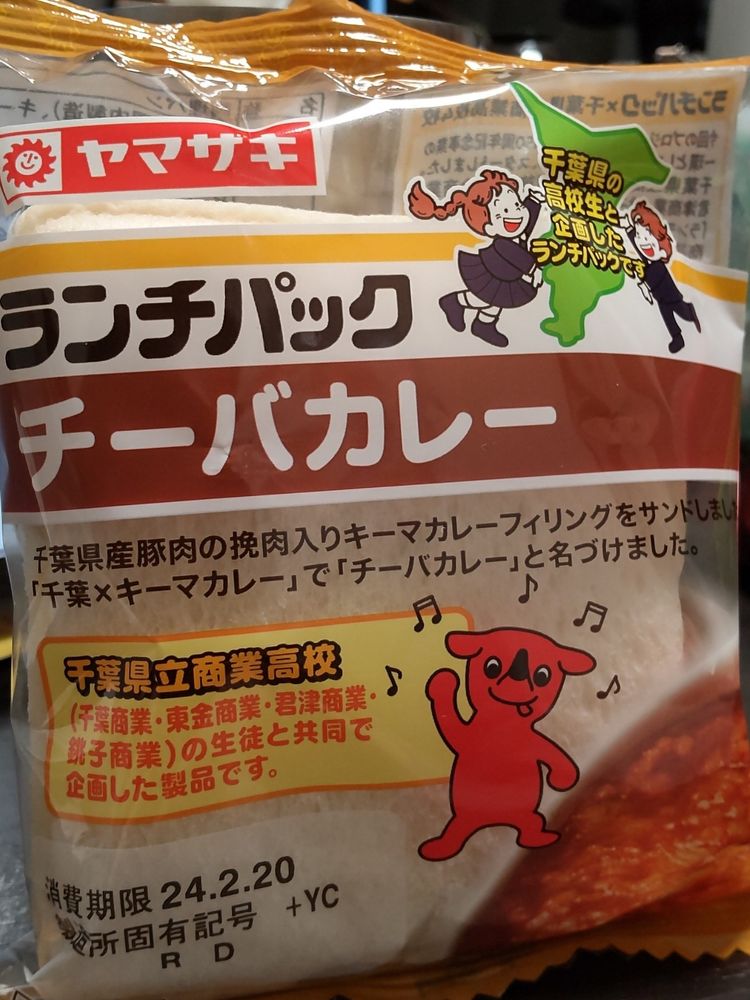 ヤマザキ
千葉県の
高校生と
企画した
ランチパックです
ランチパック
チーバカレー
千葉県産豚肉の挽肉入りキーマカレーフィリングをサンドしました
「千葉×キーマカレー」で「チーバカレー」と名づけました。
千葉県立商業高校
(千葉商業・東金商業・君津商業・
銚子商業)の生徒と共同で
企画した製品です。
消費期限 24.2.20
製造所固有記号 +YC
R D